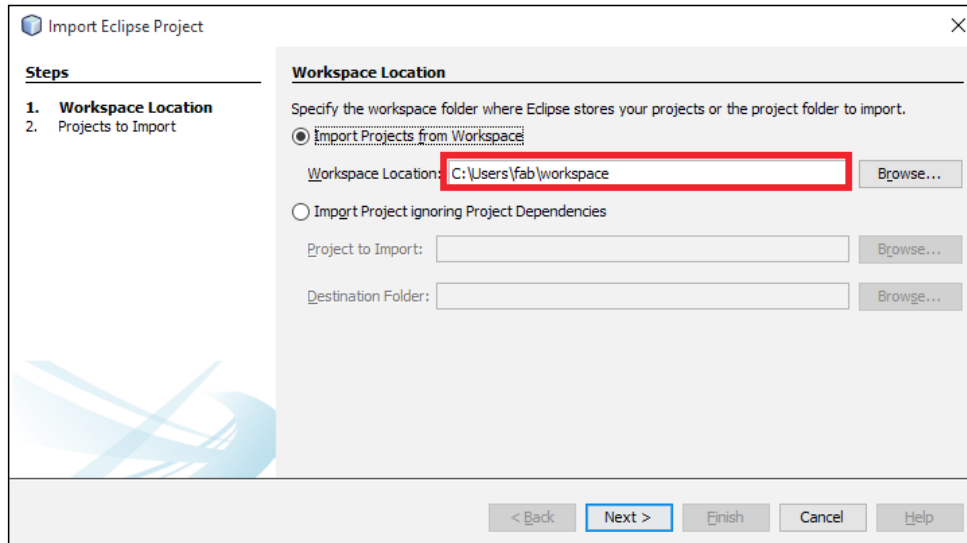 Import Eclipse Project
Steps
1. Workspace Location
2. Projects to Import
Workspace Location
Specify the workspace folder where Eclipse stores your projects or the project folder to import.
Import Projects from Workspace
Workspace Location: C:\Users\fab\workspace Browse...
Import Project ignoring Project Dependencies
Project to Import: Browse...
Destination Folder: Browse...
< Back Next > Finish Cancel Help